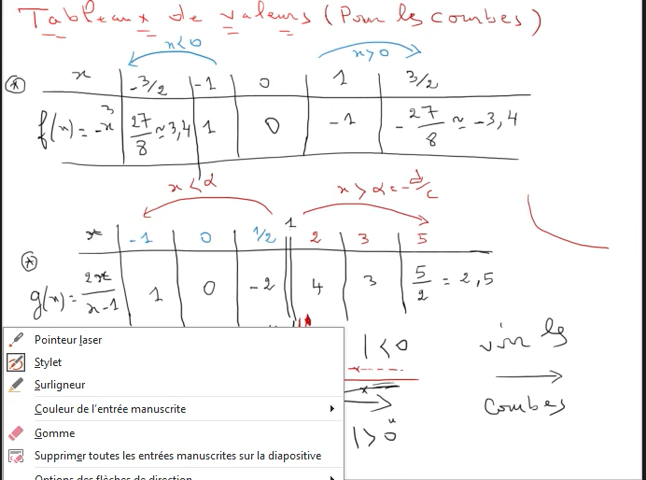 Tableaux de valeurs (Pour les courbes)
x<0 x>0
x -3/2 -1 0 1 3/2
f(x)=-x³ 27/8 ≃ 3,4 1 0 -1 -27/8 ≃ -3,4
x<α x>α=-d/c
x -1 0 1/2 1 2 3 5
g(x)=2x/x-1 1 0 -2 4 3 5/2 = 2,5
Pointeur laser
Stylet
Surligneur
Couleur de l'entrée manuscrite
Gomme
Supprimer toutes les entrées manuscrites sur la diapositive
Options des flèches de direction
|<0
x
|>0
les
courbes